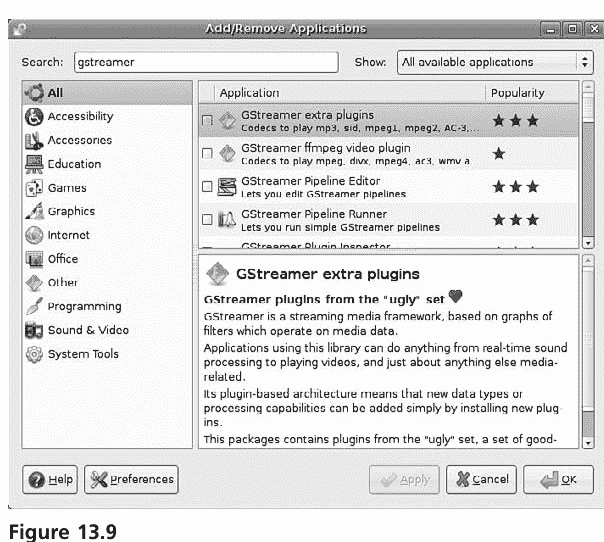 Add/Remove Applications
Search: gstreamer Show: All available applications
All
Accessibility
Accessories
Education
Games
Graphics
Internet
Office
Other
Programming
Sound & Video
System Tools
Application Popularity
GStreamer extra plugins
Codecs to play mp3, sid, mpeg1, mpeg2, AC-3,...
GStreamer ffmpeg video plugin
Codecs to play mpeg, divx, mpeg4, ac3, wmv a
GStreamer Pipeline Editor
Lets you edit GStreamer pipelines
GStreamer Pipeline Runner
Lets you run simple GStreamer pipelines
GStreamer Plugin Inspector
GStreamer extra plugins
GStreamer plugins from the "ugly" set
GStreamer is a streaming media framework, based on graphs of
filters which operate on media data.
Applications using this library can do anything from real-time sound
processing to playing videos, and just about anything else media-
related.
Its plugin-based architecture means that new data types or
processing capabilities can be added simply by installing new plug-
ins.
This packages contains plugins from the "ugly" set, a set of good-
Help Preferences Apply Cancel OK
Figure 13.9